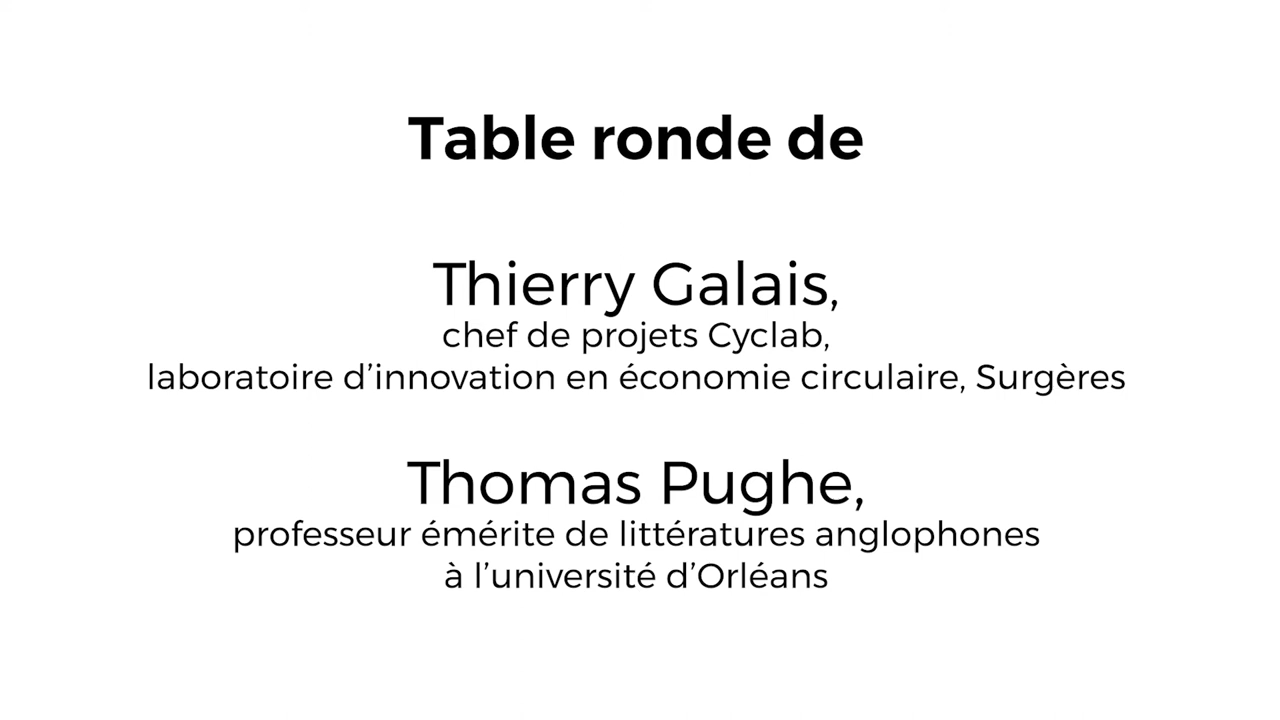 Table ronde de
Thierry Galais,
chef de projets Cyclab,
laboratoire d’innovation en économie circulaire, Surgères
Thomas Pughe,
professeur émérite de littératures anglophones
à l’université d’Orléans